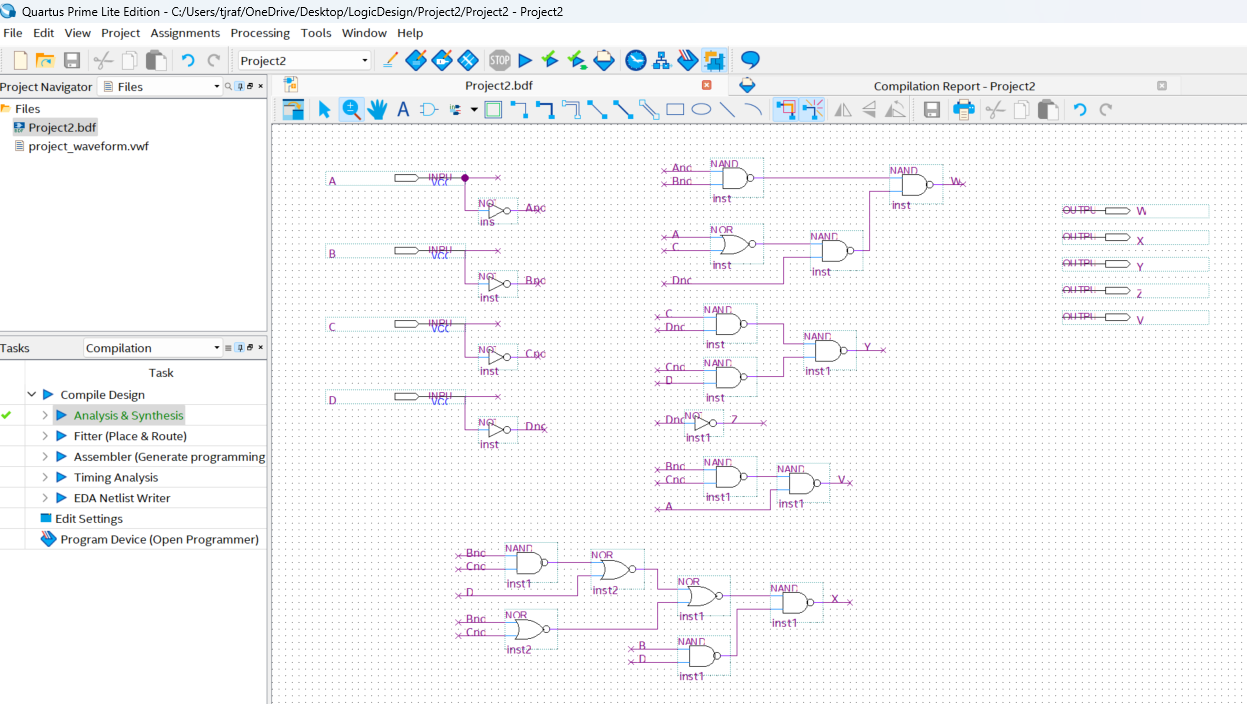 Quartus Prime Lite Edition - C:/Users/tjraf/OneDrive/Desktop/LogicDesign/Project2/Project2 - Project2
File Edit View Project Assignments Processing Tools Window Help
Project2
STOP
Project Navigator Files
Files
Project2.bdf
project_waveform.vwf
Tasks Compilation
Task
Compile Design
Analysis & Synthesis
Fitter (Place & Route)
Assembler (Generate programming
Timing Analysis
EDA Netlist Writer
Edit Settings
Program Device (Open Programmer)
Project2.bdf
Compilation Report - Project2
A INPU VCC
NOT Anc
ins
B INPU VCC
NOT Bnc
inst
C INPU VCC
NOT Cnc
inst
D INPU VCC
NOT Dnc
inst
Anc NAND
Bnc
inst
NAND W
inst
A NOR
C
inst
NAND
inst
Dnc
C NAND
Dnc
inst
NAND Y
inst1
Cnc NAND
D
inst
Dnc NOT Z
inst1
Bnc NAND
Cnc
inst1
NAND V
inst1
A
Bnc NAND
Cnc
inst1
NOR
inst2
D
NOR
inst1
NAND X
inst1
Bnc NOR
Cnc
inst2
B NAND
D
inst1
OUTPU W
OUTPU X
OUTPU Y
OUTPU Z
OUTPU V